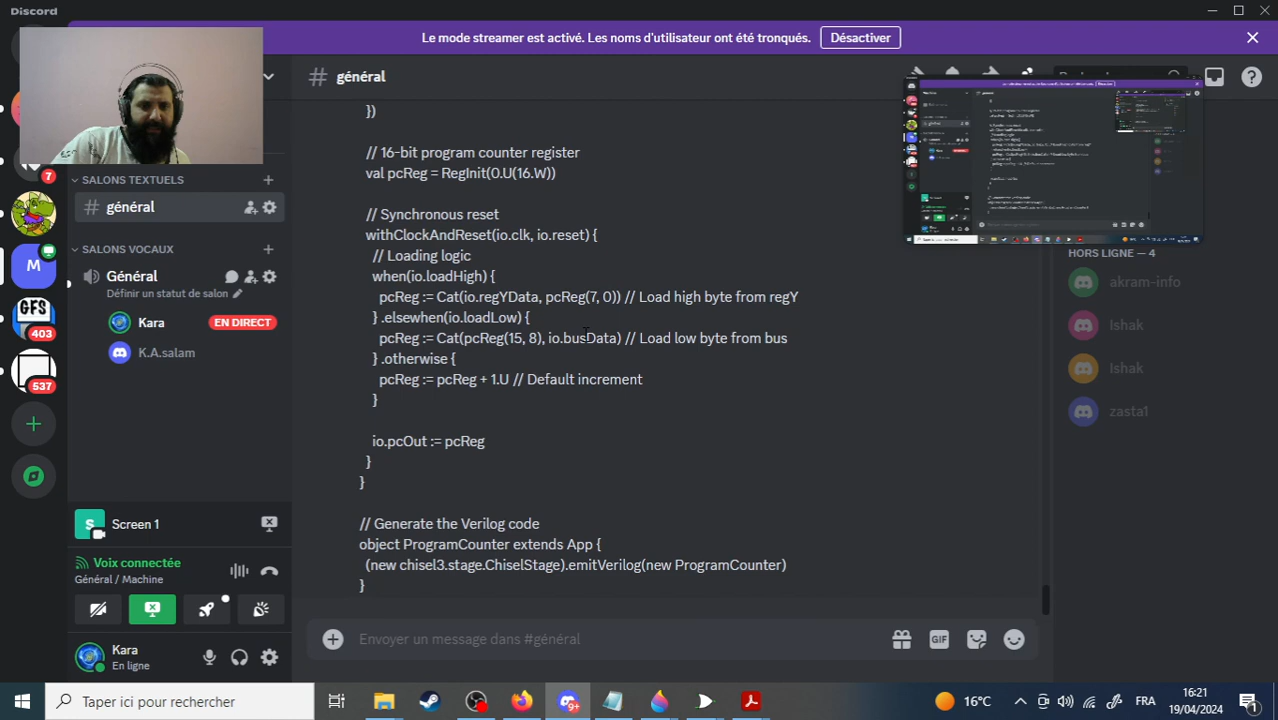 Discord
Le mode streamer est activé. Les noms d'utilisateur ont été tronqués.
Désactiver
# général
7
SALONS TEXTUELS
# général
SALONS VOCAUX
Général
Définir un statut de salon
Kara
EN DIRECT
K.A.salam
M
GFS
403
537
S
Screen 1
Voix connectée
Général / Machine
Kara
En ligne
})
// 16-bit program counter register
val pcReg = RegInit(0.U(16.W))
// Synchronous reset
withClockAndReset(io.clk, io.reset) {
// Loading logic
when(io.loadHigh) {
pcReg := Cat(io.regYData, pcReg(7, 0)) // Load high byte from regY
} .elsewhen(io.loadLow) {
pcReg := Cat(pcReg(15, 8), io.busData) // Load low byte from bus
} .otherwise {
pcReg := pcReg + 1.U // Default increment
}
io.pcOut := pcReg
}
}
// Generate the Verilog code
object ProgramCounter extends App {
(new chisel3.stage.ChiselStage).emitVerilog(new ProgramCounter)
}
Envoyer un message dans #général
GIF
HORS LIGNE — 4
akram-info
Ishak
Ishak
zasta1
Taper ici pour rechercher
9+
16°C
FRA
16:21
19/04/2024
1